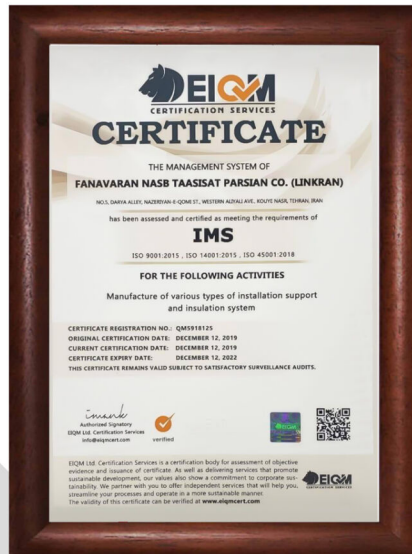 EIQM
CERTIFICATION SERVICES
CERTIFICATE
THE MANAGEMENT SYSTEM OF
FANAVARAN NASB TAASISAT PARSIAN CO. (LINKRAN)
NO.5, DARYA ALLEY, NAZERIYAN-E-QOMI ST., WESTERN ALIYALI AVE., KOUYE NASR, TEHRAN, IRAN
has been assessed and certified as meeting the requirements of
IMS
ISO 9001:2015 , ISO 14001:2015 , ISO 45001:2018
FOR THE FOLLOWING ACTIVITIES
Manufacture of various types of installation support
and insulation system
CERTIFICATE REGISTRATION NO.: QMS918125
ORIGINAL CERTIFICATION DATE: DECEMBER 12, 2019
CURRENT CERTIFICATION DATE: DECEMBER 12, 2019
CERTIFICATE EXPIRY DATE: DECEMBER 12, 2022
THIS CERTIFICATE REMAINS VALID SUBJECT TO SATISFACTORY SURVEILLANCE AUDITS.
Authorized Signatory
EIQM Ltd. Certification Services
info@eiqmcert.com
verified
EIQM
EIQM Ltd. Certification Services is a certification body for assessment of objective
evidence and issuance of certificate. As well as delivering services that promote
sustainable development, our values also show a commitment to corporate sus-
tainability. We partner with you to offer independent services that will help you,
streamline your processes and operate in a more sustainable manner.
The validity of this certificate can be verified at www.eiqmcert.com
EIQM
CERTIFICATION SERVICES